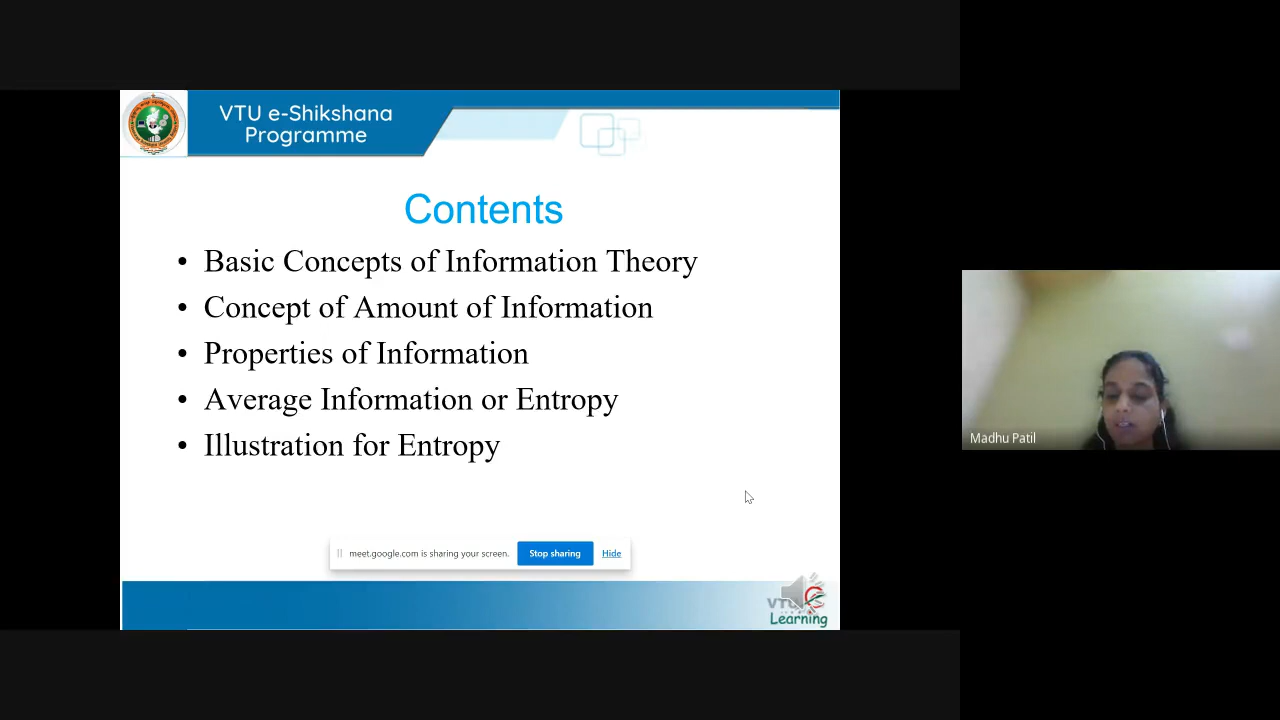 VTU e-Shikshana
Programme
Contents
• Basic Concepts of Information Theory
• Concept of Amount of Information
• Properties of Information
• Average Information or Entropy
• Illustration for Entropy
meet.google.com is sharing your screen.
Stop sharing
Hide
Madhu Patil
VTU
Learning